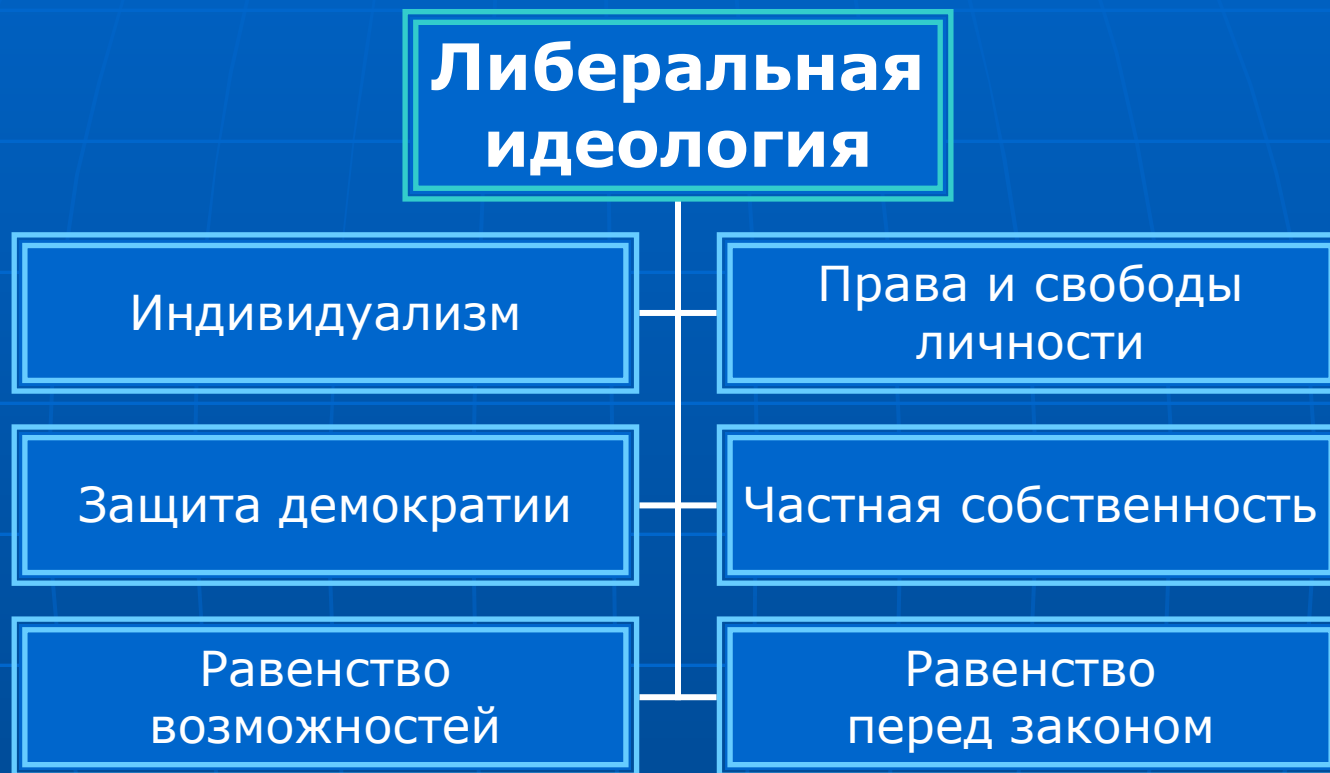 Либеральная
идеология
Индивидуализм
Права и свободы
личности
Защита демократии
Частная собственность
Равенство
возможностей
Равенство
перед законом